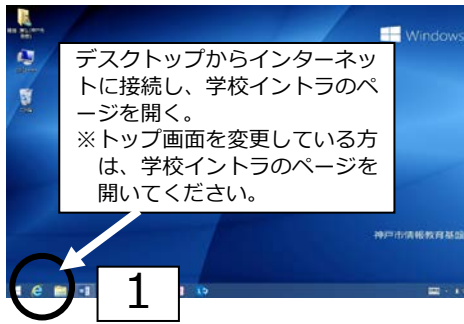 Windows
デスクトップからインターネッ
トに接続し、学校イントラのペ
ージを開く。
※トップ画面を変更している方
は、学校イントラのページを
開いてください。
神戸市情報教育基盤
1